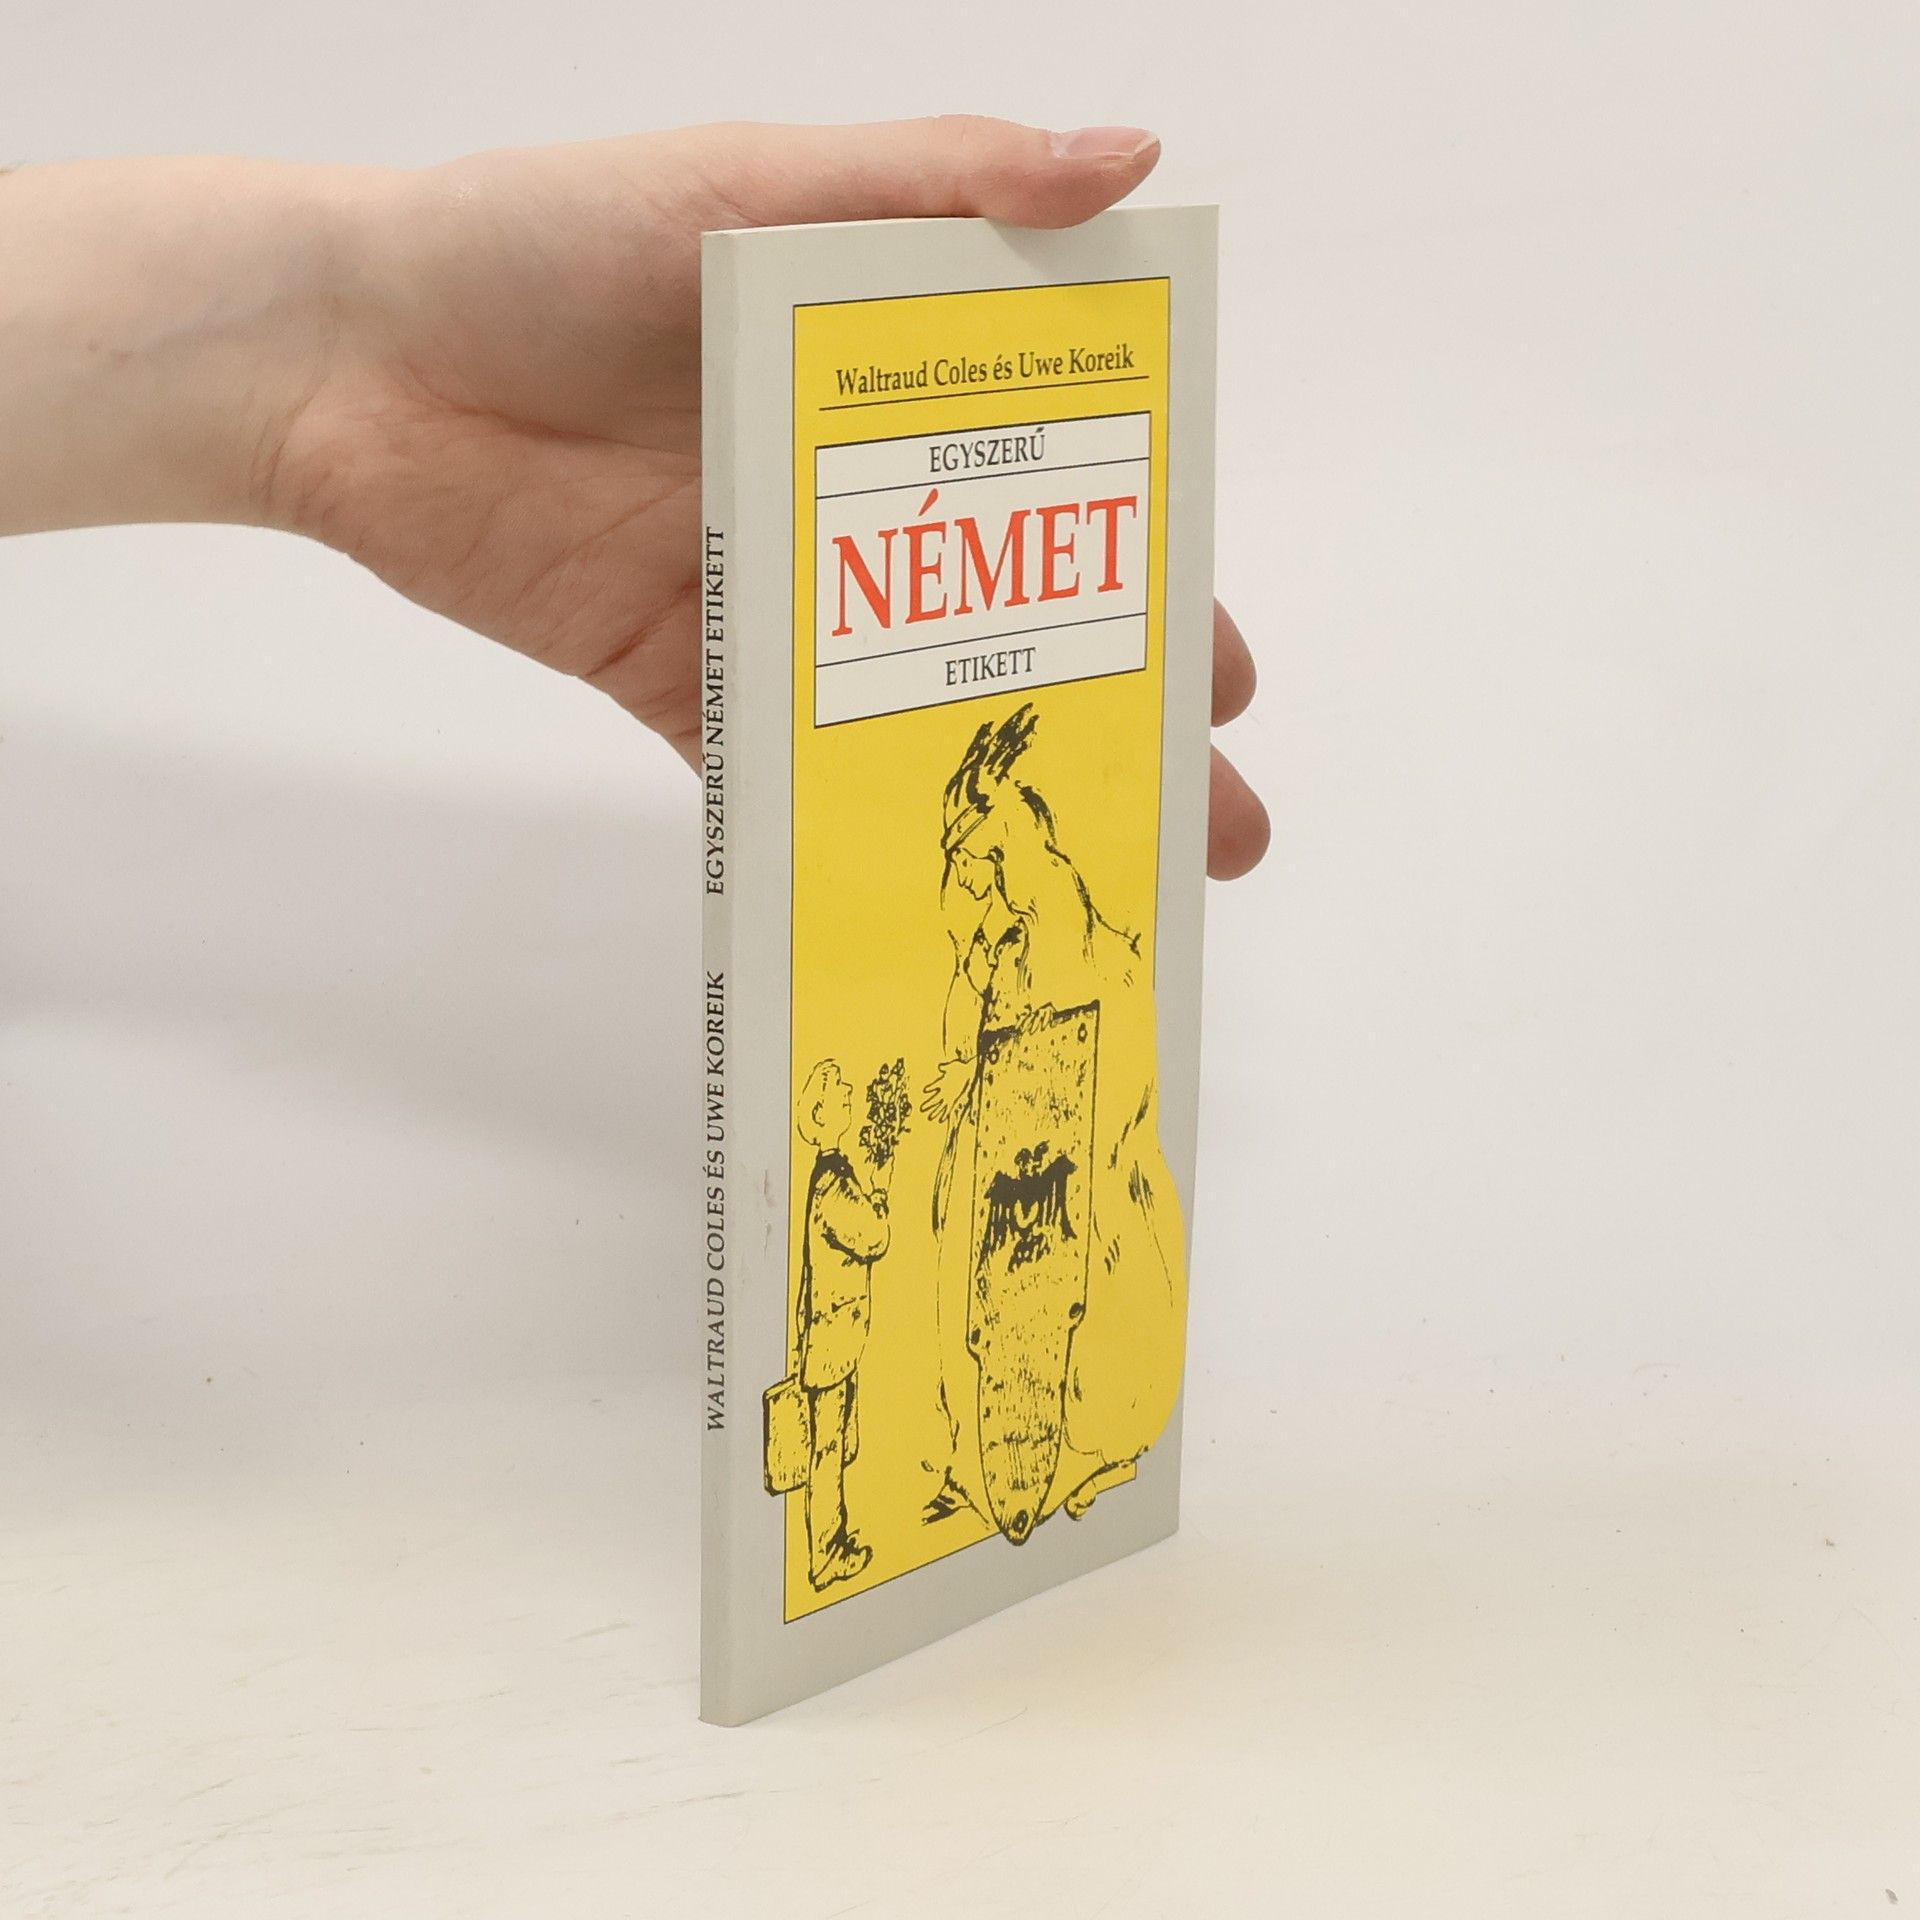 Waltraud Coles és Uwe Koreik
EGYSZERŰ
NÉMET
ETIKETT
WALTRAUD COLES ÉS UWE KOREIK EGYSZERŰ NÉMET ETIKETT